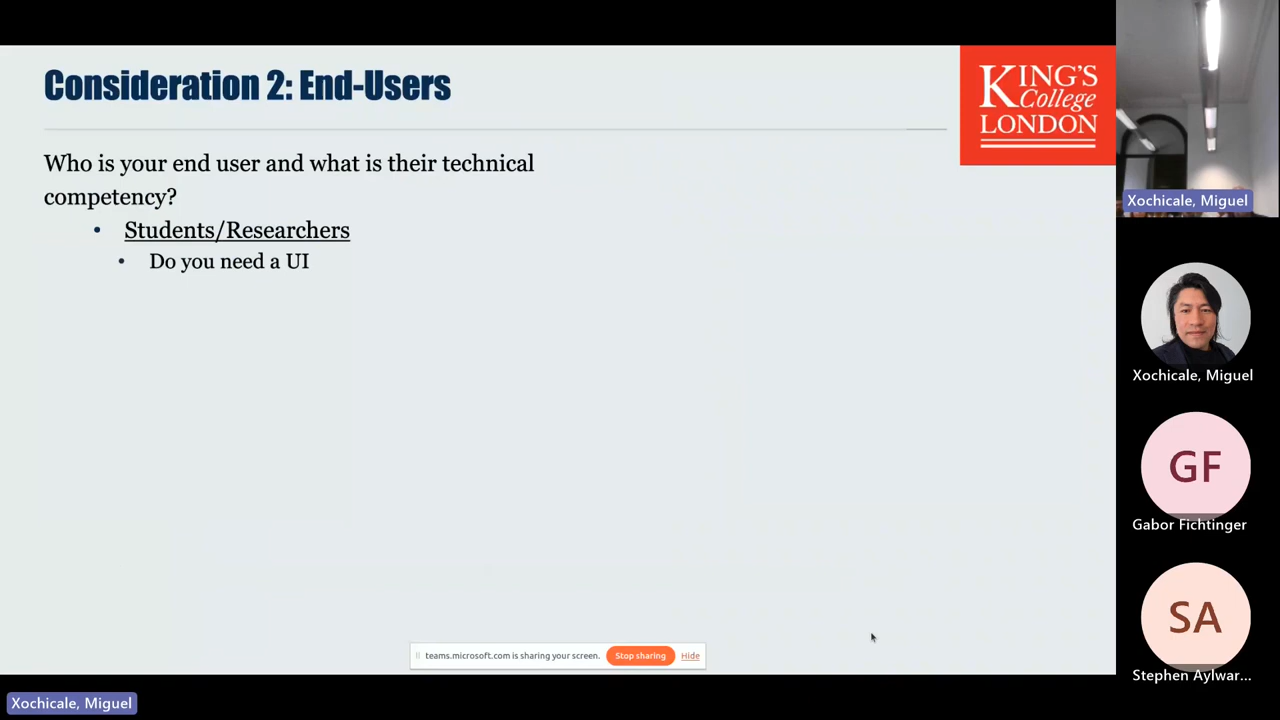 Consideration 2: End-Users
KING'S
College
LONDON
Who is your end user and what is their technical
competency?
• Students/Researchers
• Do you need a UI
teams.microsoft.com is sharing your screen. Stop sharing Hide
Xochicale, Miguel
Xochicale, Miguel
Xochicale, Miguel
GF
Gabor Fichtinger
SA
Stephen Aylwar...